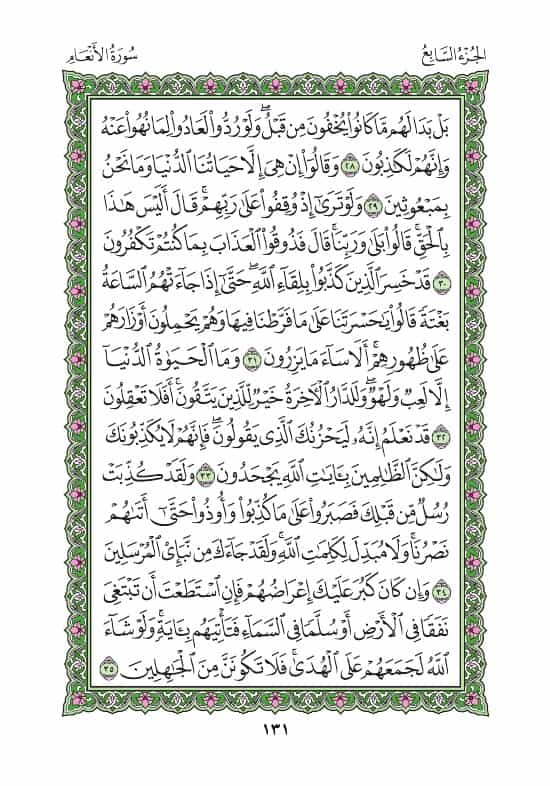 الجُزءُ السَّابِعُ
سُورَةُ الأَنْعَام
بَلْ بَدَا لَهُم مَّا كَانُوا۟ يُخْفُونَ مِن قَبْلُ ۖ وَلَوْ رُدُّوا۟ لَعَادُوا۟ لِمَا نُهُوا۟ عَنْهُ
وَإِنَّهُمْ لَكَـٰذِبُونَ ٢٨ وَقَالُوٓا۟ إِنْ هِىَ إِلَّا حَيَاتُنَا ٱلدُّنْيَا وَمَا نَحْنُ
بِمَبْعُوثِينَ ٢٩ وَلَوْ تَرَىٰٓ إِذْ وُقِفُوا۟ عَلَىٰ رَبِّهِمْ ۚ قَالَ أَلَيْسَ هَـٰذَا
بِٱلْحَقِّ ۚ قَالُوا۟ بَلَىٰ وَرَبِّنَا ۚ قَالَ فَذُوقُوا۟ ٱلْعَذَابَ بِمَا كُنتُمْ تَكْفُرُونَ
٣٠ قَدْ خَسِرَ ٱلَّذِينَ كَذَّبُوا۟ بِلِقَآءِ ٱللَّهِ ۖ حَتَّىٰٓ إِذَا جَآءَتْهُمُ ٱلسَّاعَةُ
بَغْتَةً قَالُوا۟ يَـٰحَسْرَتَنَا عَلَىٰ مَا فَرَّطْنَا فِيهَا وَهُمْ يَحْمِلُونَ أَوْزَارَهُمْ
عَلَىٰ ظُهُورِهِمْ ۚ أَلَا سَآءَ مَا يَزِرُونَ ٣١ وَمَا ٱلْحَيَوٰةُ ٱلدُّنْيَآ
إِلَّا لَعِبٌ وَلَهْوٌ ۖ وَلَلدَّارُ ٱلْـَٔاخِرَةُ خَيْرٌ لِّلَّذِينَ يَتَّقُونَ ۗ أَفَلَا تَعْقِلُونَ
٣٢ قَدْ نَعْلَمُ إِنَّهُۥ لَيَحْزُنُكَ ٱلَّذِى يَقُولُونَ ۖ فَإِنَّهُمْ لَا يُكَذِّبُونَكَ
وَلَـٰكِنَّ ٱلظَّـٰلِمِينَ بِـَٔايَـٰتِ ٱللَّهِ يَجْحَدُونَ ٣٣ وَلَقَدْ كُذِّبَتْ
رُسُلٌ مِّن قَبْلِكَ فَصَبَرُوا۟ عَلَىٰ مَا كُذِّبُوا۟ وَأُوذُوا۟ حَتَّىٰٓ أَتَىٰهُمْ
نَصْرُنَا ۚ وَلَا مُبَدِّلَ لِكَلِمَـٰتِ ٱللَّهِ ۚ وَلَقَدْ جَآءَكَ مِن نَّبَإِى۟ ٱلْمُرْسَلِينَ
٣٤ وَإِن كَانَ كَبُرَ عَلَيْكَ إِعْرَاضُهُمْ فَإِنِ ٱسْتَطَعْتَ أَن تَبْتَغِىَ
نَفَقًا فِى ٱلْأَرْضِ أَوْ سُلَّمًا فِى ٱلسَّمَآءِ فَتَأْتِيَهُم بِـَٔايَةٍ ۚ وَلَوْ شَآءَ
ٱللَّهُ لَجَمَعَهُمْ عَلَى ٱلْهُدَىٰ ۚ فَلَا تَكُونَنَّ مِنَ ٱلْجَـٰهِلِينَ ٣٥
١٣١